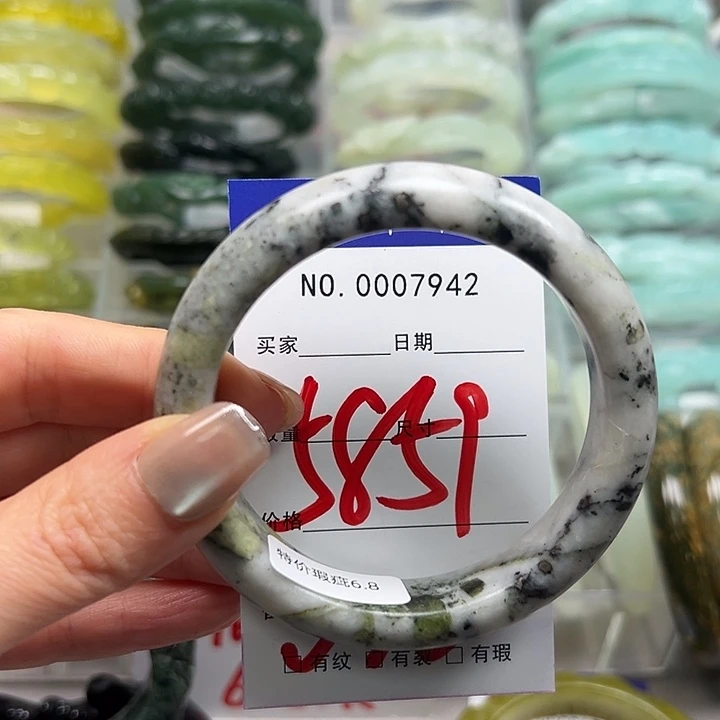 NO. 0007942
买家 日期
数量 尺寸
5859
价格
特价瑕疵6.8
有纹 有裂 有瑕